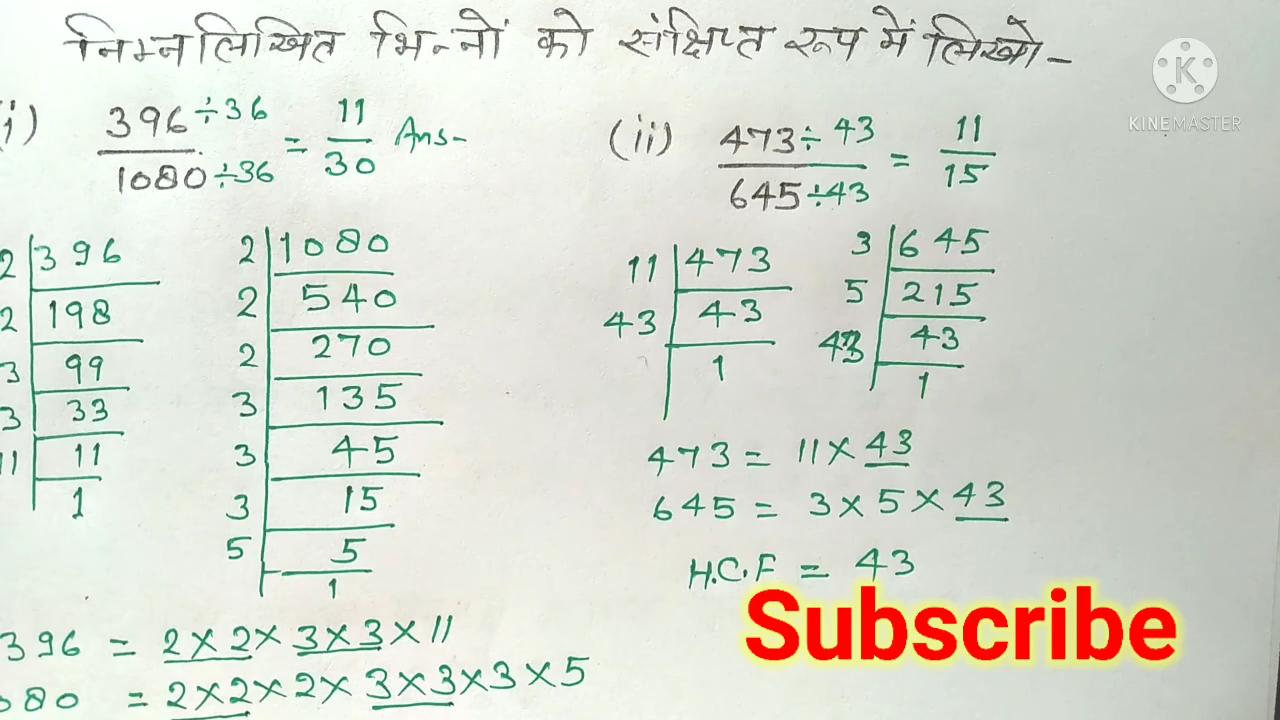 निम्नलिखित भिन्नों को संक्षिप्त रूप में लिखो-
K
KINEMASTER
i) 396÷36 / 1080÷36 = 11/30 Ans-
2 | 396
2 | 198
3 | 99
3 | 33
11 | 11
1
2 | 1080
2 | 540
2 | 270
3 | 135
3 | 45
3 | 15
5 | 5
1
396 = 2×2×3×3×11
080 = 2×2×2×3×3×3×5
(ii) 473÷43 / 645÷43 = 11/15
11 | 473
43 | 43
1
3 | 645
5 | 215
43 | 43
1
473 = 11×43
645 = 3×5×43
H.C.F = 43
Subscribe